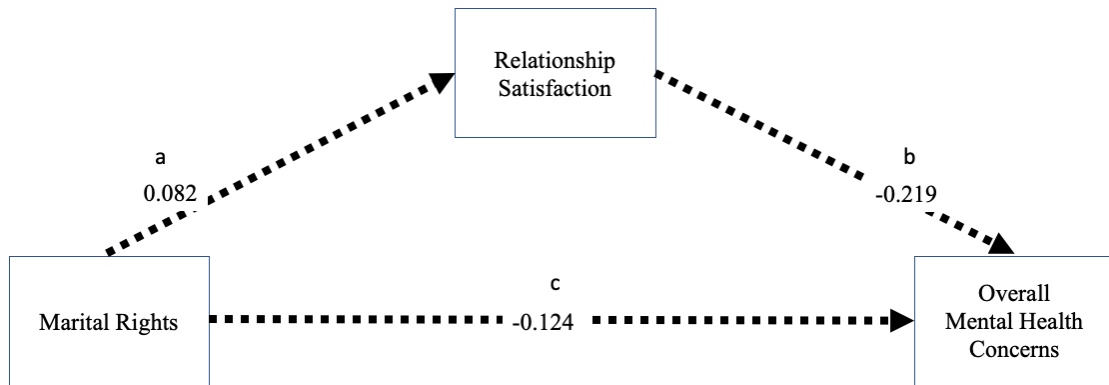 Relationship
Satisfaction
a
0.082
b
-0.219
Marital Rights
c
-0.124
Overall
Mental Health
Concerns